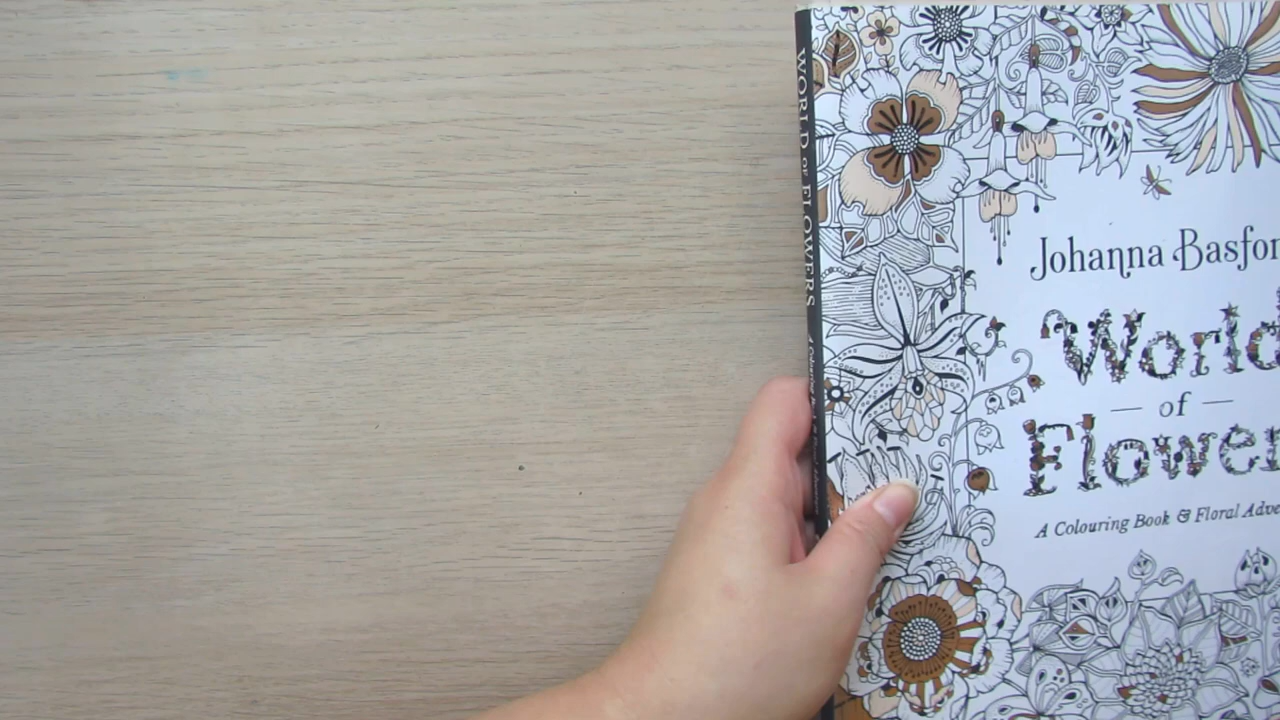 WORLD OF FLOWERS
Johanna Basfor
World
of
Flower
A Colouring Book & Floral Adve